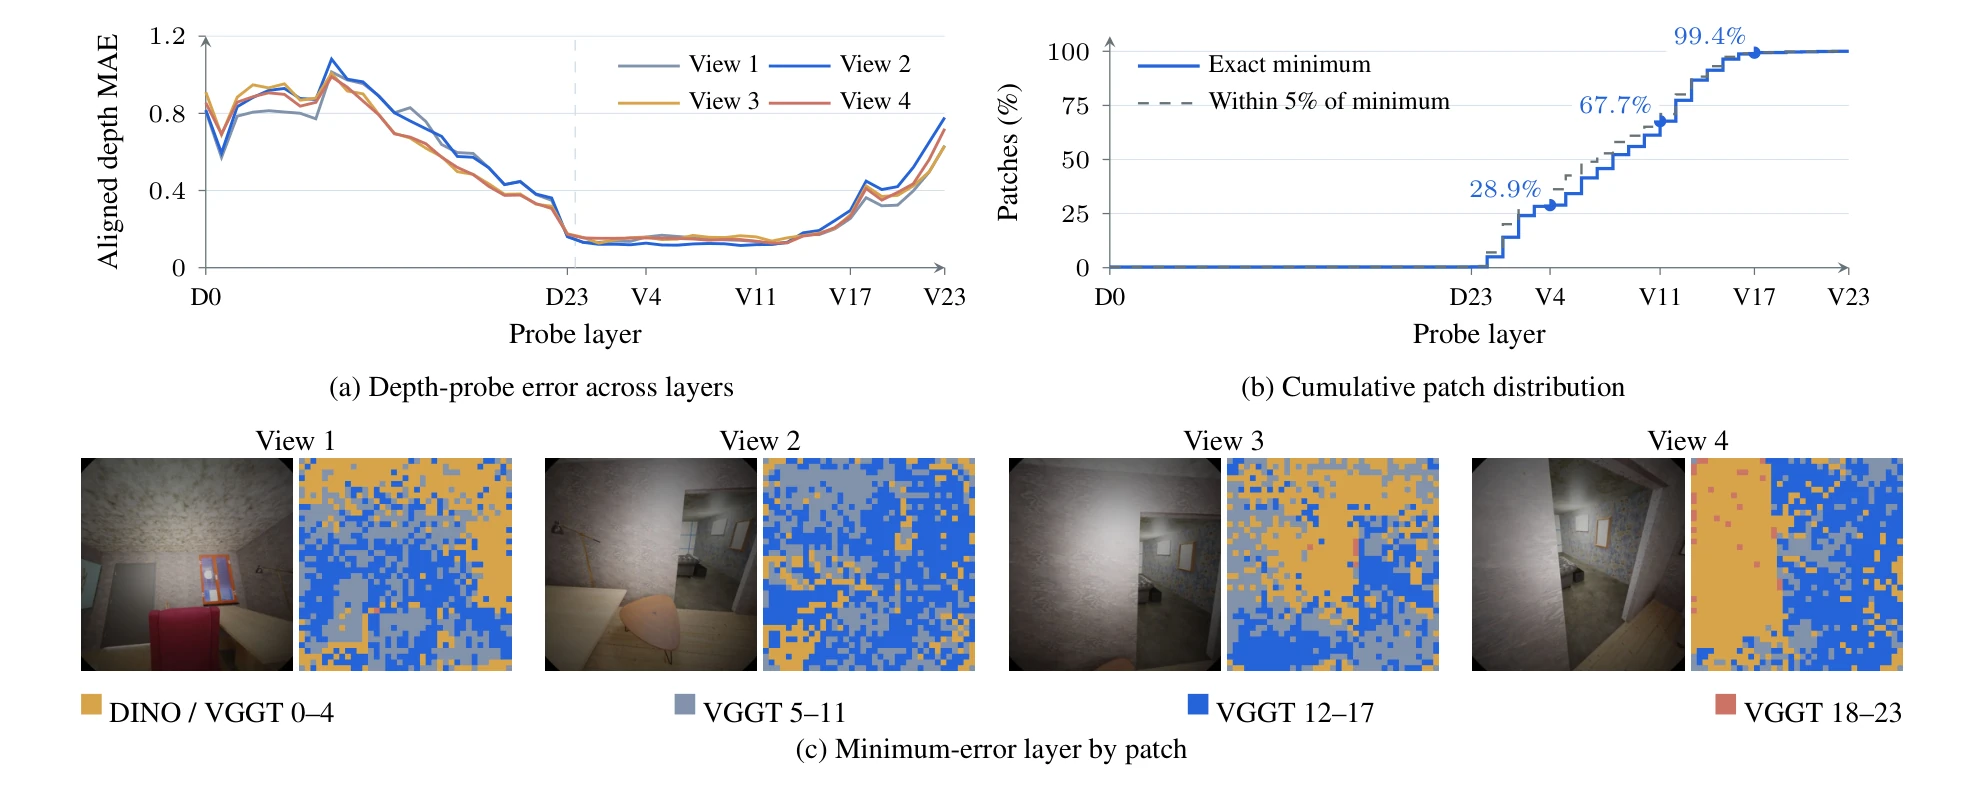 Aligned depth MAE
1.2
0.8
0.4
0
View 1
View 2
View 3
View 4
D0
D23
V4
V11
V17
V23
Probe layer
(a) Depth-probe error across layers
Patches (%)
100
75
50
25
0
Exact minimum
Within 5% of minimum
28.9%
67.7%
99.4%
D0
D23
V4
V11
V17
V23
Probe layer
(b) Cumulative patch distribution
View 1
View 2
View 3
View 4
DINO / VGGT 0–4
VGGT 5–11
VGGT 12–17
VGGT 18–23
(c) Minimum-error layer by patch